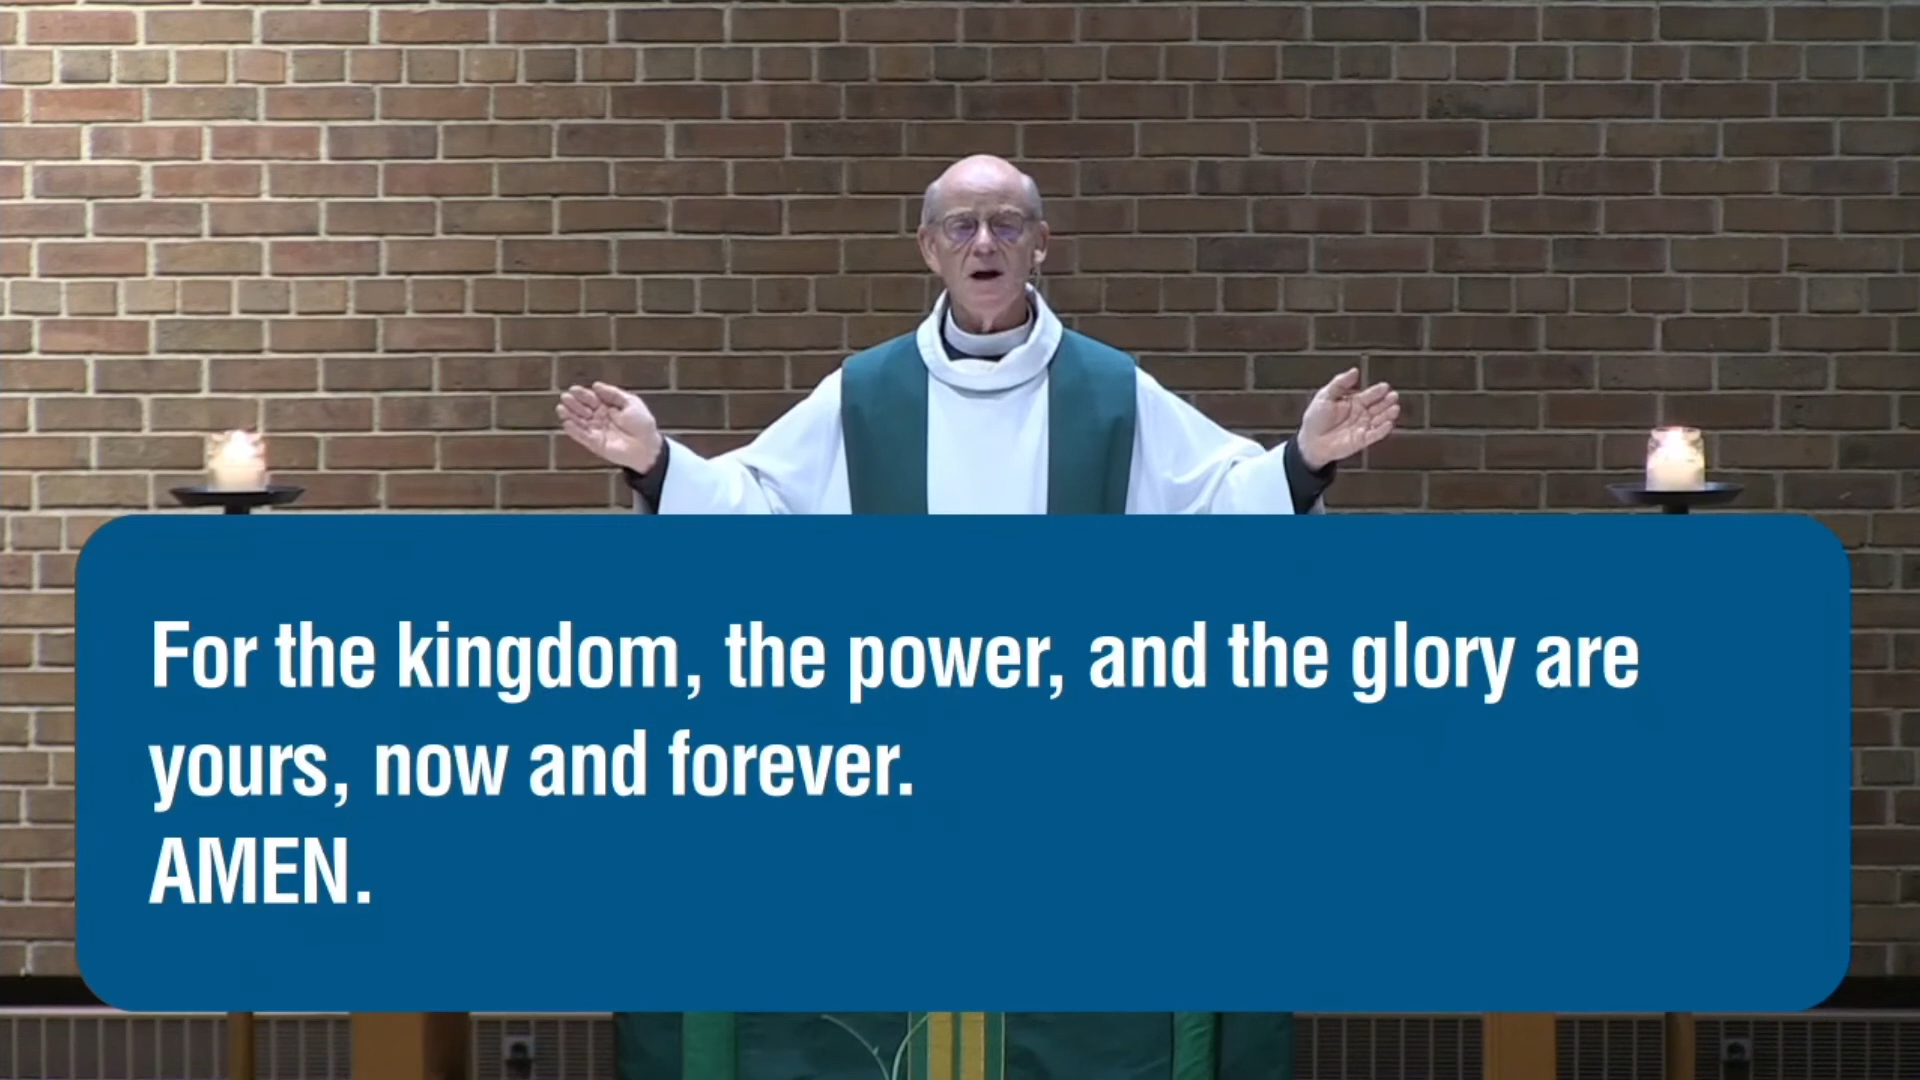 For the kingdom, the power, and the glory are
yours, now and forever.
AMEN.